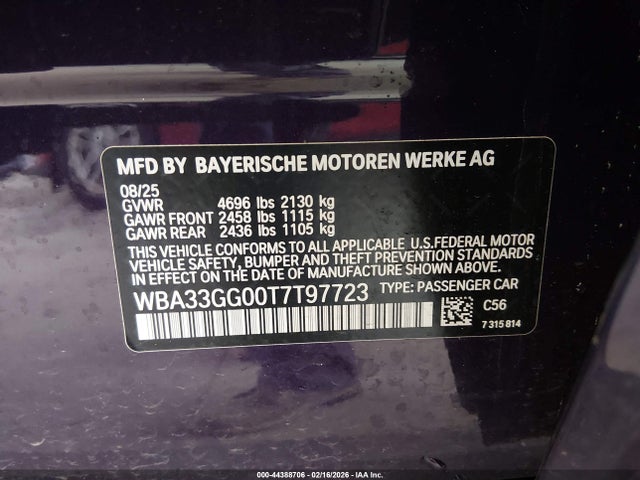 MFD BY BAYERISCHE MOTOREN WERKE AG
08/25
GVWR 4696 lbs 2130 kg
GAWR FRONT 2458 lbs 1115 kg
GAWR REAR 2436 lbs 1105 kg
THIS VEHICLE CONFORMS TO ALL APPLICABLE U.S.FEDERAL MOTOR
VEHICLE SAFETY, BUMPER AND THEFT PREVENTION STANDARDS
IN EFFECT ON THE DATE OF MANUFACTURE SHOWN ABOVE.
WBA33GG00T7T97723 TYPE: PASSENGER CAR
C56
7 315 814
000-44388706 - 02/16/2026 - IAA Inc.